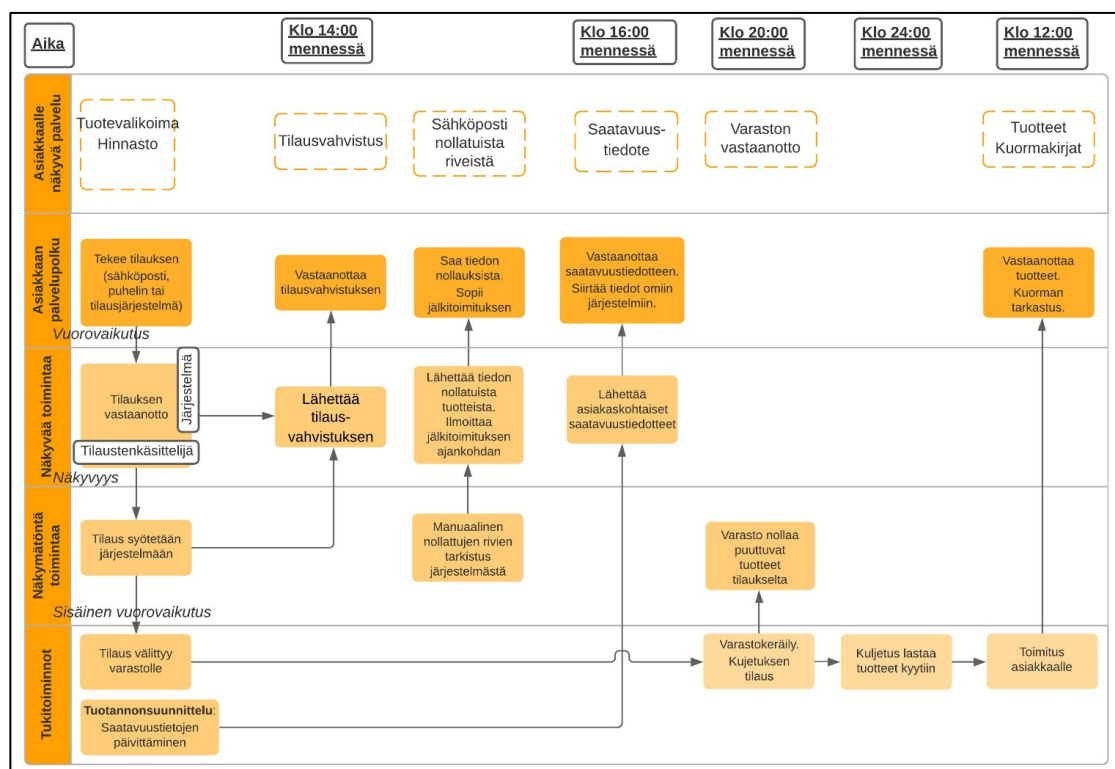 Aika
Klo 14:00
mennessä
Klo 16:00
mennessä
Klo 20:00
mennessä
Klo 24:00
mennessä
Klo 12:00
mennessä
Asiakkaalle
näkyvä palvelu
Tuotevalikoima
Hinnasto
Tilausvahvistus
Sähköposti
nollatuista
riveistä
Saatavuus-
tiedote
Varaston
vastaanotto
Tuotteet
Kuormakirjat
Asiakkaan
palvelupolku
Tekee tilauksen
(sähköposti,
puhelin tai
tilausjärjestelmä)
Vastaanottaa
tilausvahvistuksen
Saa tiedon
nollauksista.
Sopii
jälkitoimituksen
Vastaanottaa
saatavuustiedotteen.
Siirtää tiedot omiin
järjestelmiin.
Vastaanottaa
tuotteet.
Kuorman
tarkastus.
Vuorovaikutus
Näkyvää toimintaa
Tilauksen
vastaanotto
Järjestelmä
Tilaustenkäsittelijä
Lähettää
tilaus-
vahvistuksen
Lähettää tiedon
nollatuista
tuotteista.
Ilmoittaa
jälkitoimituksen
ajankohdan
Lähettää
asiakaskohtaiset
saatavuustiedotteet
Näkyvyys
Näkymätöntä
toimintaa
Tilaus syötetään
järjestelmään
Manuaalinen
nollattujen rivien
tarkistus
järjestelmästä
Varasto nollaa
puuttuvat
tuotteet
tilaukselta
Sisäinen vuorovaikutus
Tukitoiminnot
Tilaus välittyy
varastolle
Varastokeräily.
Kujetuksen
tilaus
Kuljetus lastaa
tuotteet kyytiin
Toimitus
asiakkaalle
Tuotannonsuunnittelu:
Saatavuustietojen
päivittäminen